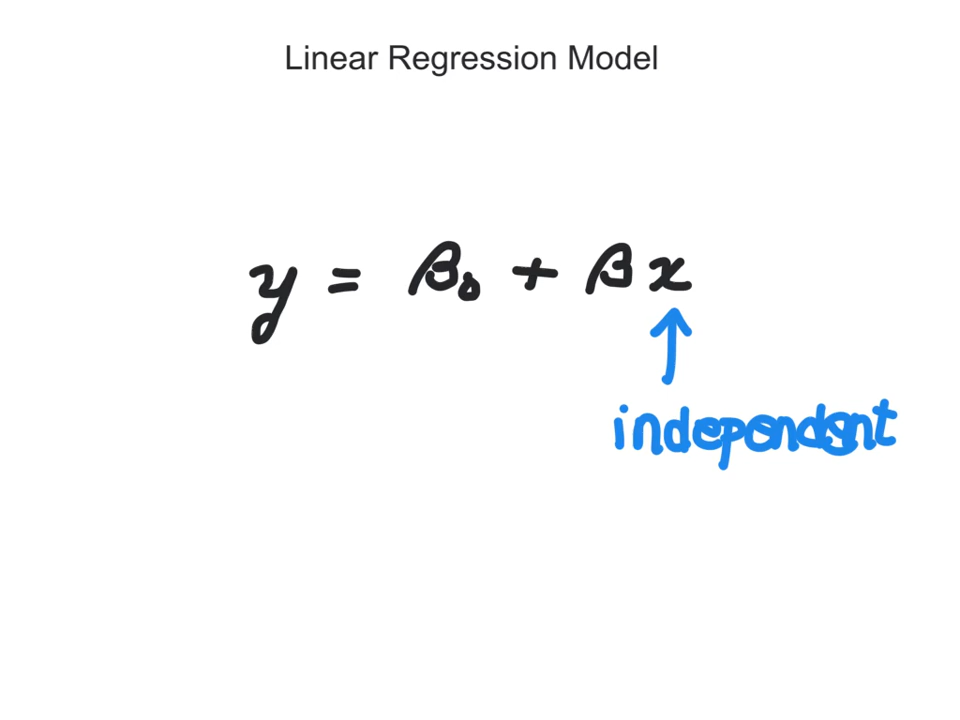 Linear Regression Model
y = β₀ + βx
independent